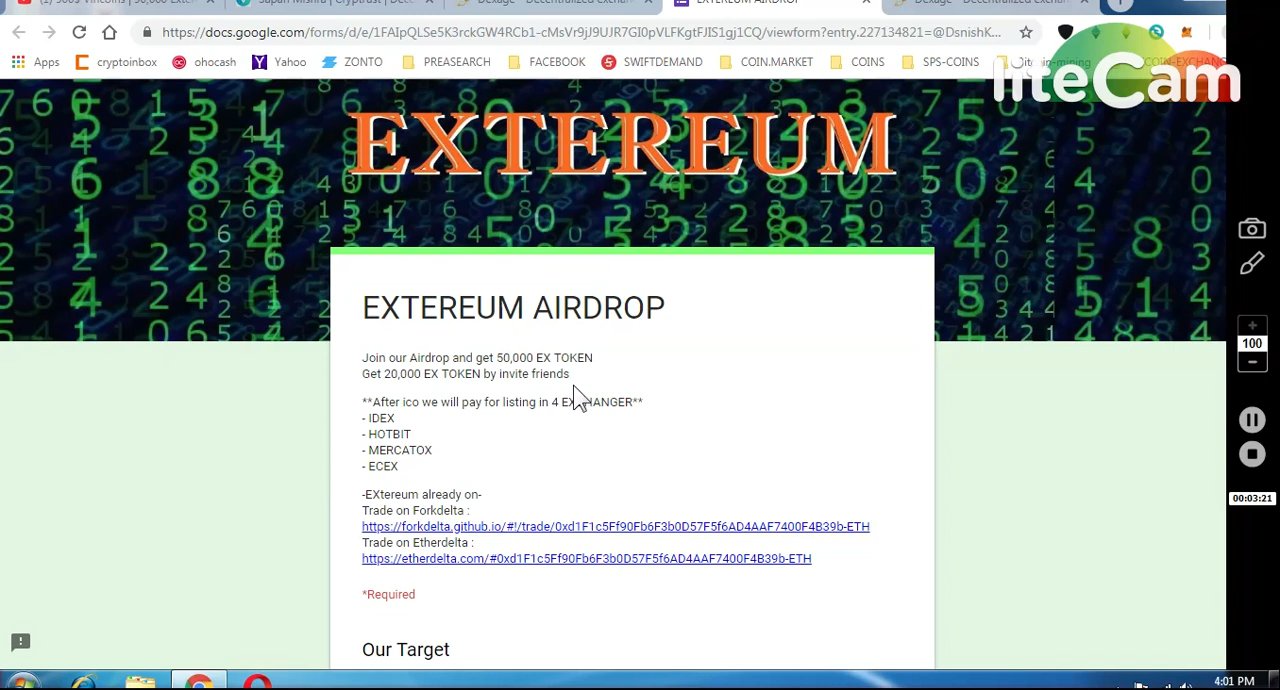 EXTEREUM AIRDROP
https://docs.google.com/forms/d/e/1FAIpQLSe5K3rckGW4RCb1-cMsVr9jJ9UJR7GI0pVLFKgtFJIS1gj1CQ/viewform?entry.227134821=@DsnishK...
Apps cryptoinbox ohocash Yahoo ZONTO PREASEARCH FACEBOOK SWIFTDEMAND COIN.MARKET COINS SPS-COINS
liteCam
EXTEREUM
EXTEREUM AIRDROP
Join our Airdrop and get 50,000 EX TOKEN
Get 20,000 EX TOKEN by invite friends
**After ico we will pay for listing in 4 EXCHANGER**
- IDEX
- HOTBIT
- MERCATOX
- ECEX
-EXtereum already on-
Trade on Forkdelta :
https://forkdelta.github.io/#!/trade/0xd1F1c5Ff90Fb6F3b0D57F5f6AD4AAF7400F4B39b-ETH
Trade on Etherdelta :
https://etherdelta.com/#0xd1F1c5Ff90Fb6F3b0D57F5f6AD4AAF7400F4B39b-ETH
*Required
Our Target
100
00:03:21
4:01 PM